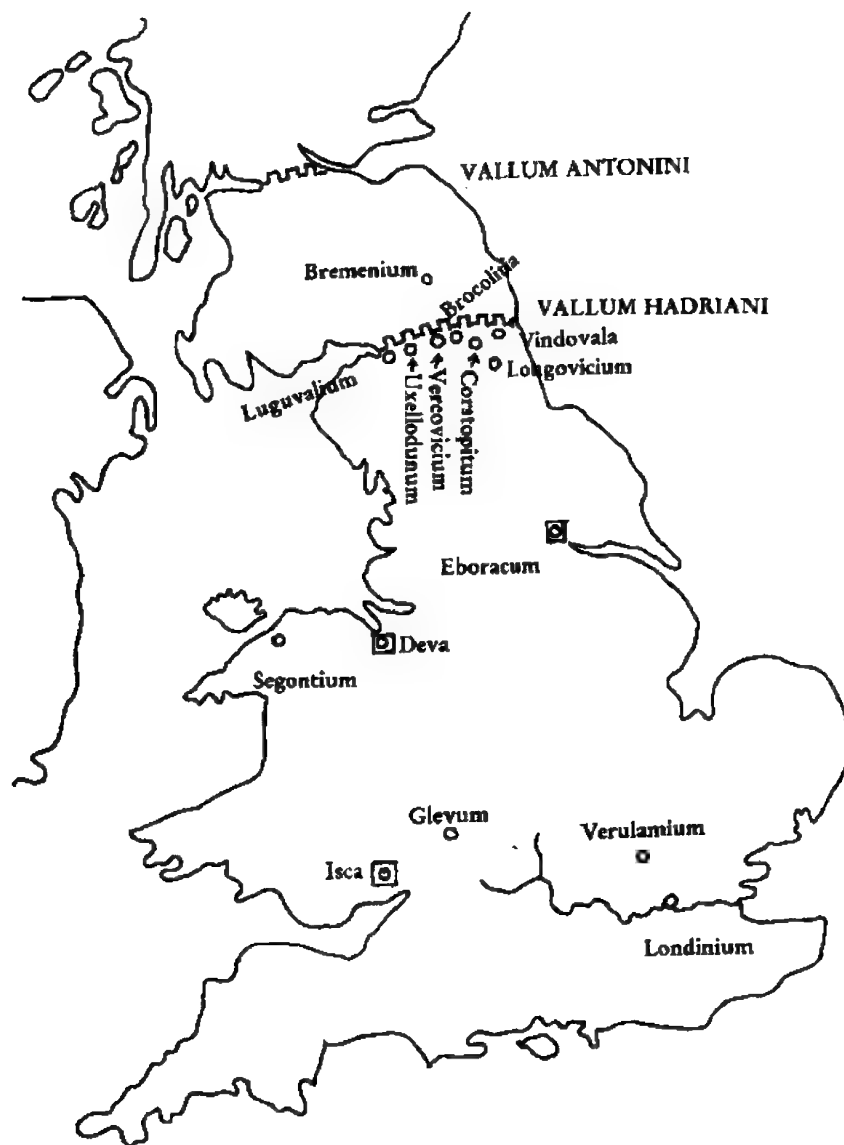 VALLUM ANTONINI
Bremenium
Brocolitia
VALLUM HADRIANI
Vindovala
Longovicium
Luguvalium
Uxellodunum
Vercovicium
Corstopitum
Eboracum
Deva
Segontium
Glevum
Verulamium
Isca
Londinium